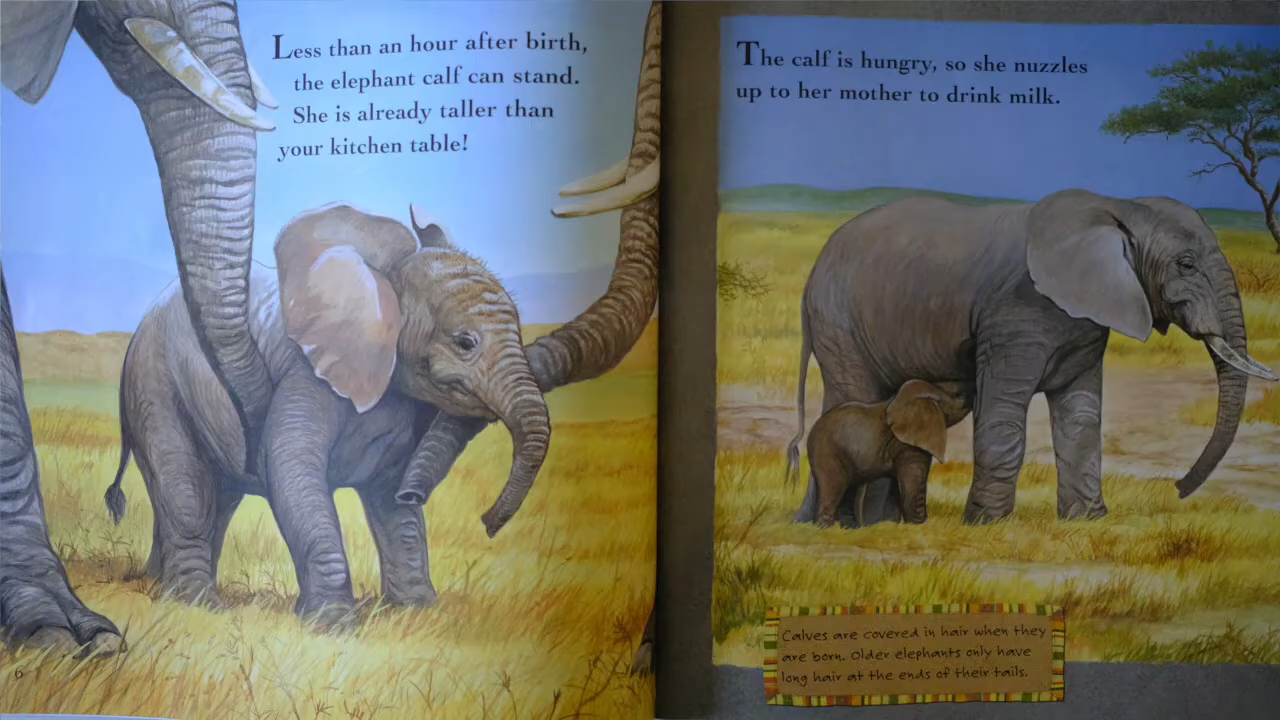 Less than an hour after birth,
the elephant calf can stand.
She is already taller than
your kitchen table!
6
The calf is hungry, so she nuzzles
up to her mother to drink milk.
Calves are covered in hair when they
are born. Older elephants only have
long hair at the ends of their tails.